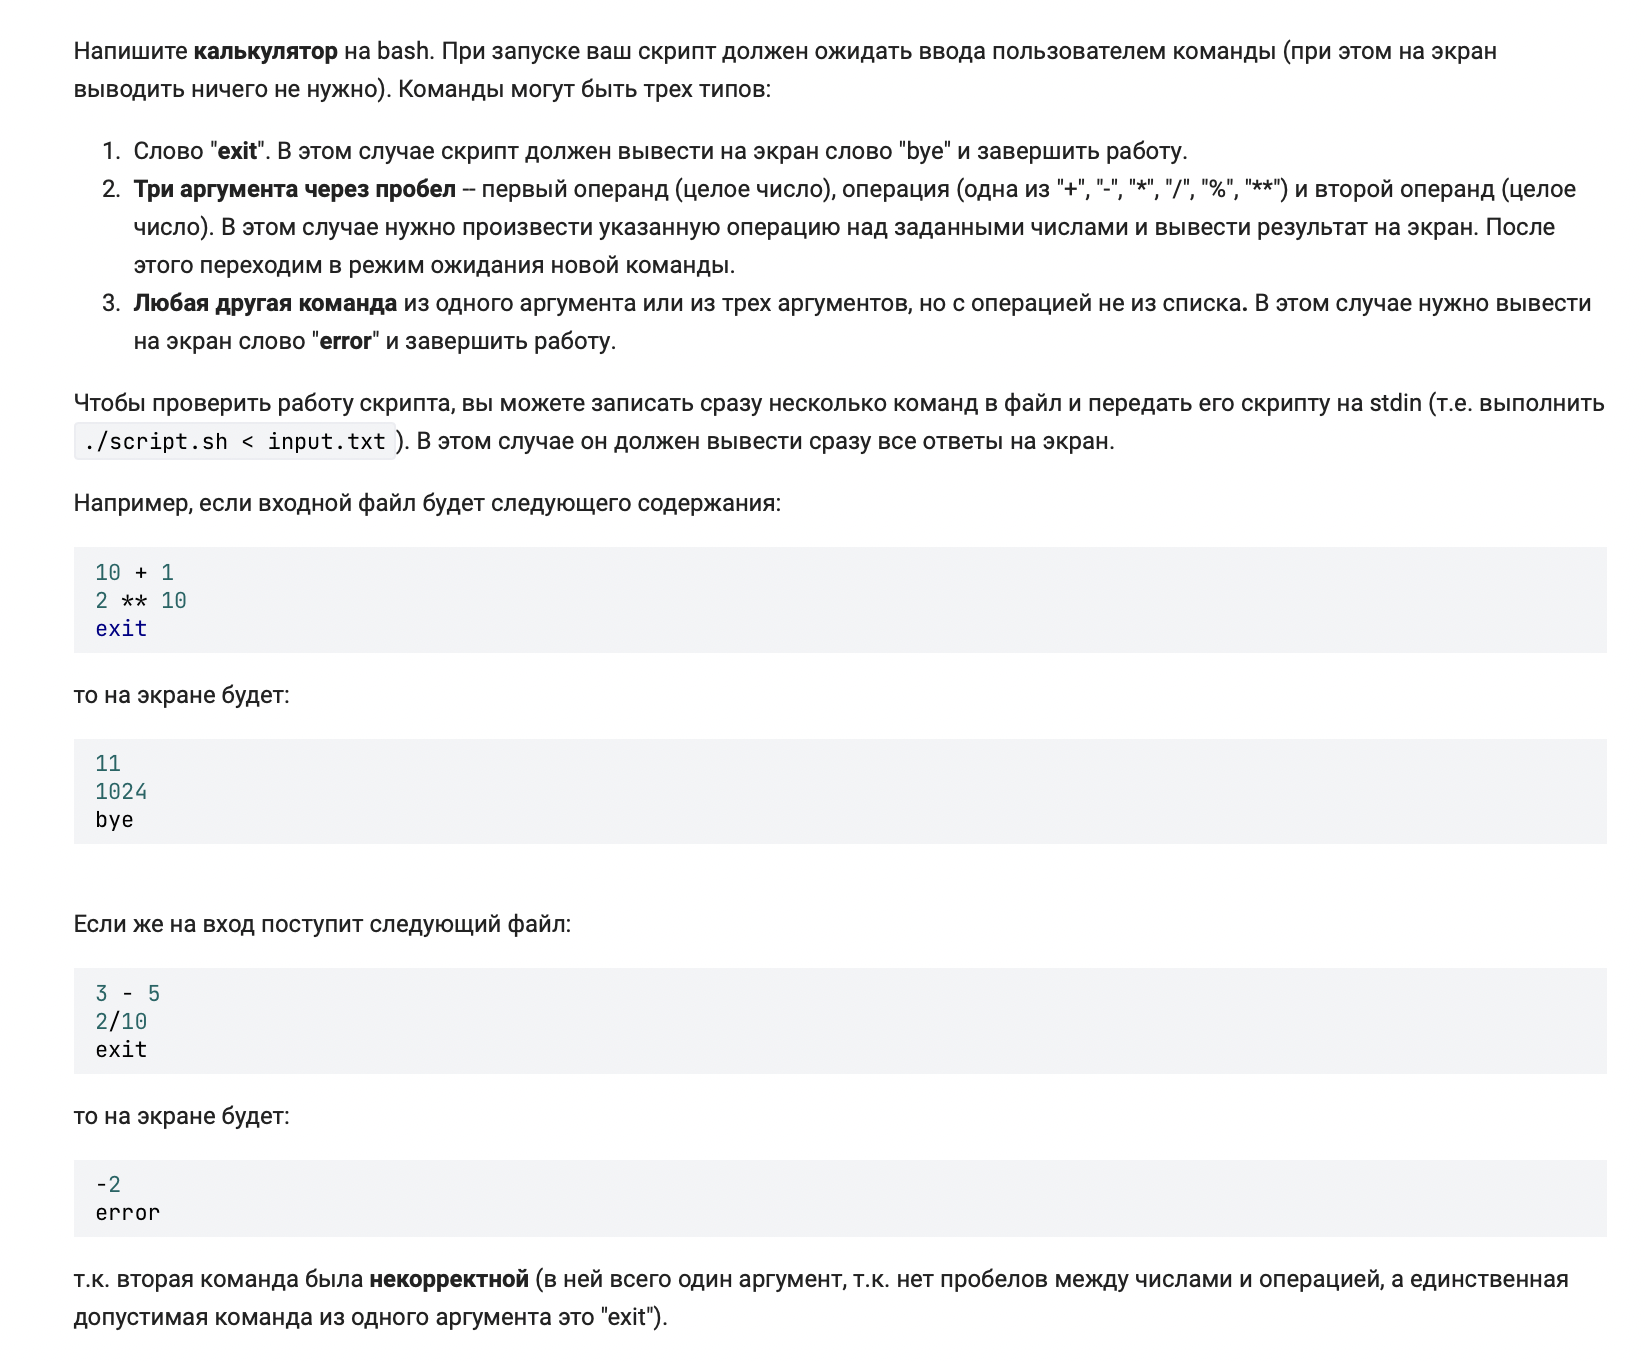 Напишите калькулятор на bash. При запуске ваш скрипт должен ожидать ввода пользователем команды (при этом на экран
выводить ничего не нужно). Команды могут быть трех типов:
1. Слово "exit". В этом случае скрипт должен вывести на экран слово "bye" и завершить работу.
2. Три аргумента через пробел -- первый операнд (целое число), операция (одна из "+", "-", "*", "/", "%", "**") и второй операнд (целое
число). В этом случае нужно произвести указанную операцию над заданными числами и вывести результат на экран. После
этого переходим в режим ожидания новой команды.
3. Любая другая команда из одного аргумента или из трех аргументов, но с операцией не из списка. В этом случае нужно вывести
на экран слово "error" и завершить работу.
Чтобы проверить работу скрипта, вы можете записать сразу несколько команд в файл и передать его скрипту на stdin (т.е. выполнить
./script.sh < input.txt ). В этом случае он должен вывести сразу все ответы на экран.
Например, если входной файл будет следующего содержания:
10 + 1
2 ** 10
exit
то на экране будет:
11
1024
bye
Если же на вход поступит следующий файл:
3 - 5
2/10
exit
то на экране будет:
-2
error
т.к. вторая команда была некорректной (в ней всего один аргумент, т.к. нет пробелов между числами и операцией, а единственная
допустимая команда из одного аргумента это "exit").